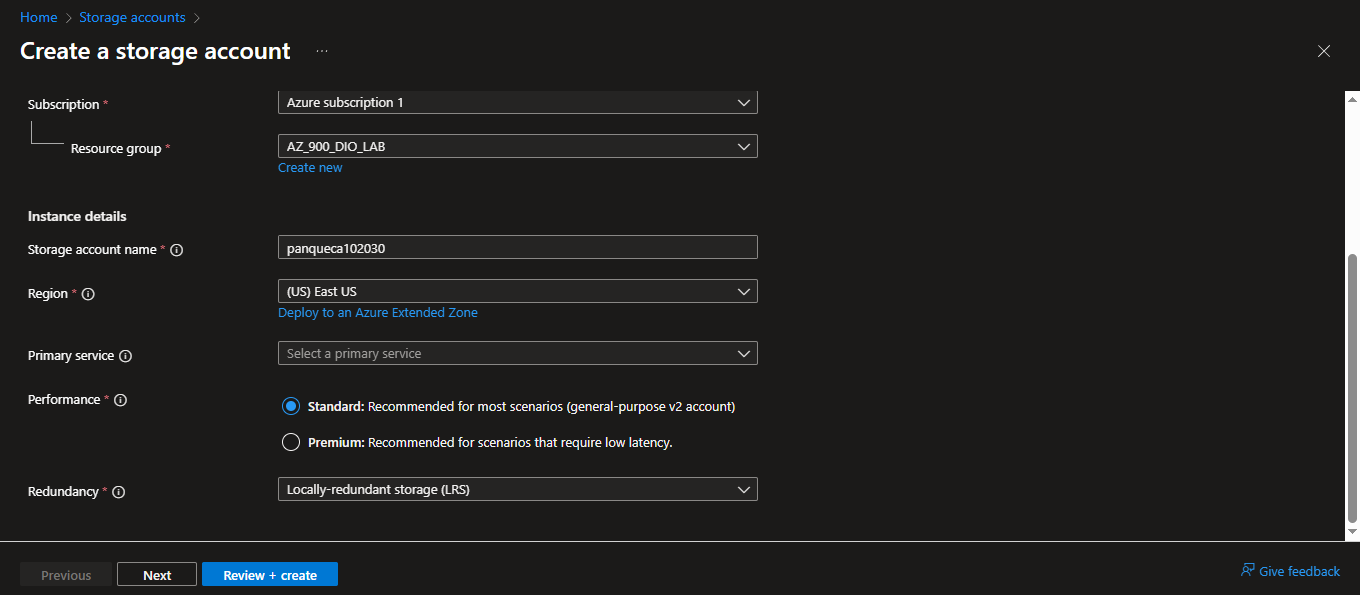 Home > Storage accounts >
Create a storage account ...
Subscription * Azure subscription 1
Resource group * AZ_900_DIO_LAB
Create new
Instance details
Storage account name * panqueca102030
Region * (US) East US
Deploy to an Azure Extended Zone
Primary service Select a primary service
Performance * Standard: Recommended for most scenarios (general-purpose v2 account)
Premium: Recommended for scenarios that require low latency.
Redundancy * Locally-redundant storage (LRS)
Previous Next Review + create Give feedback